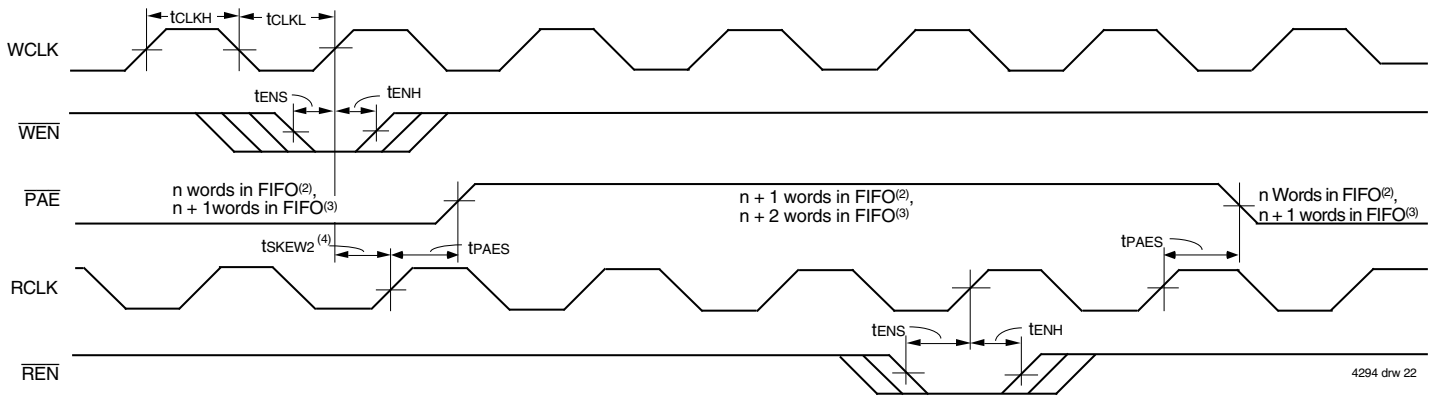 tCLKH
tCLKL
WCLK
tENS
tENH
WEN
PAE
n words in FIFO(2),
n + 1words in FIFO(3)
n + 1 words in FIFO(2),
n + 2 words in FIFO(3)
n Words in FIFO(2),
n + 1 words in FIFO(3)
tSKEW2 (4)
tPAES
tPAES
RCLK
tENS
tENH
REN
4294 drw 22